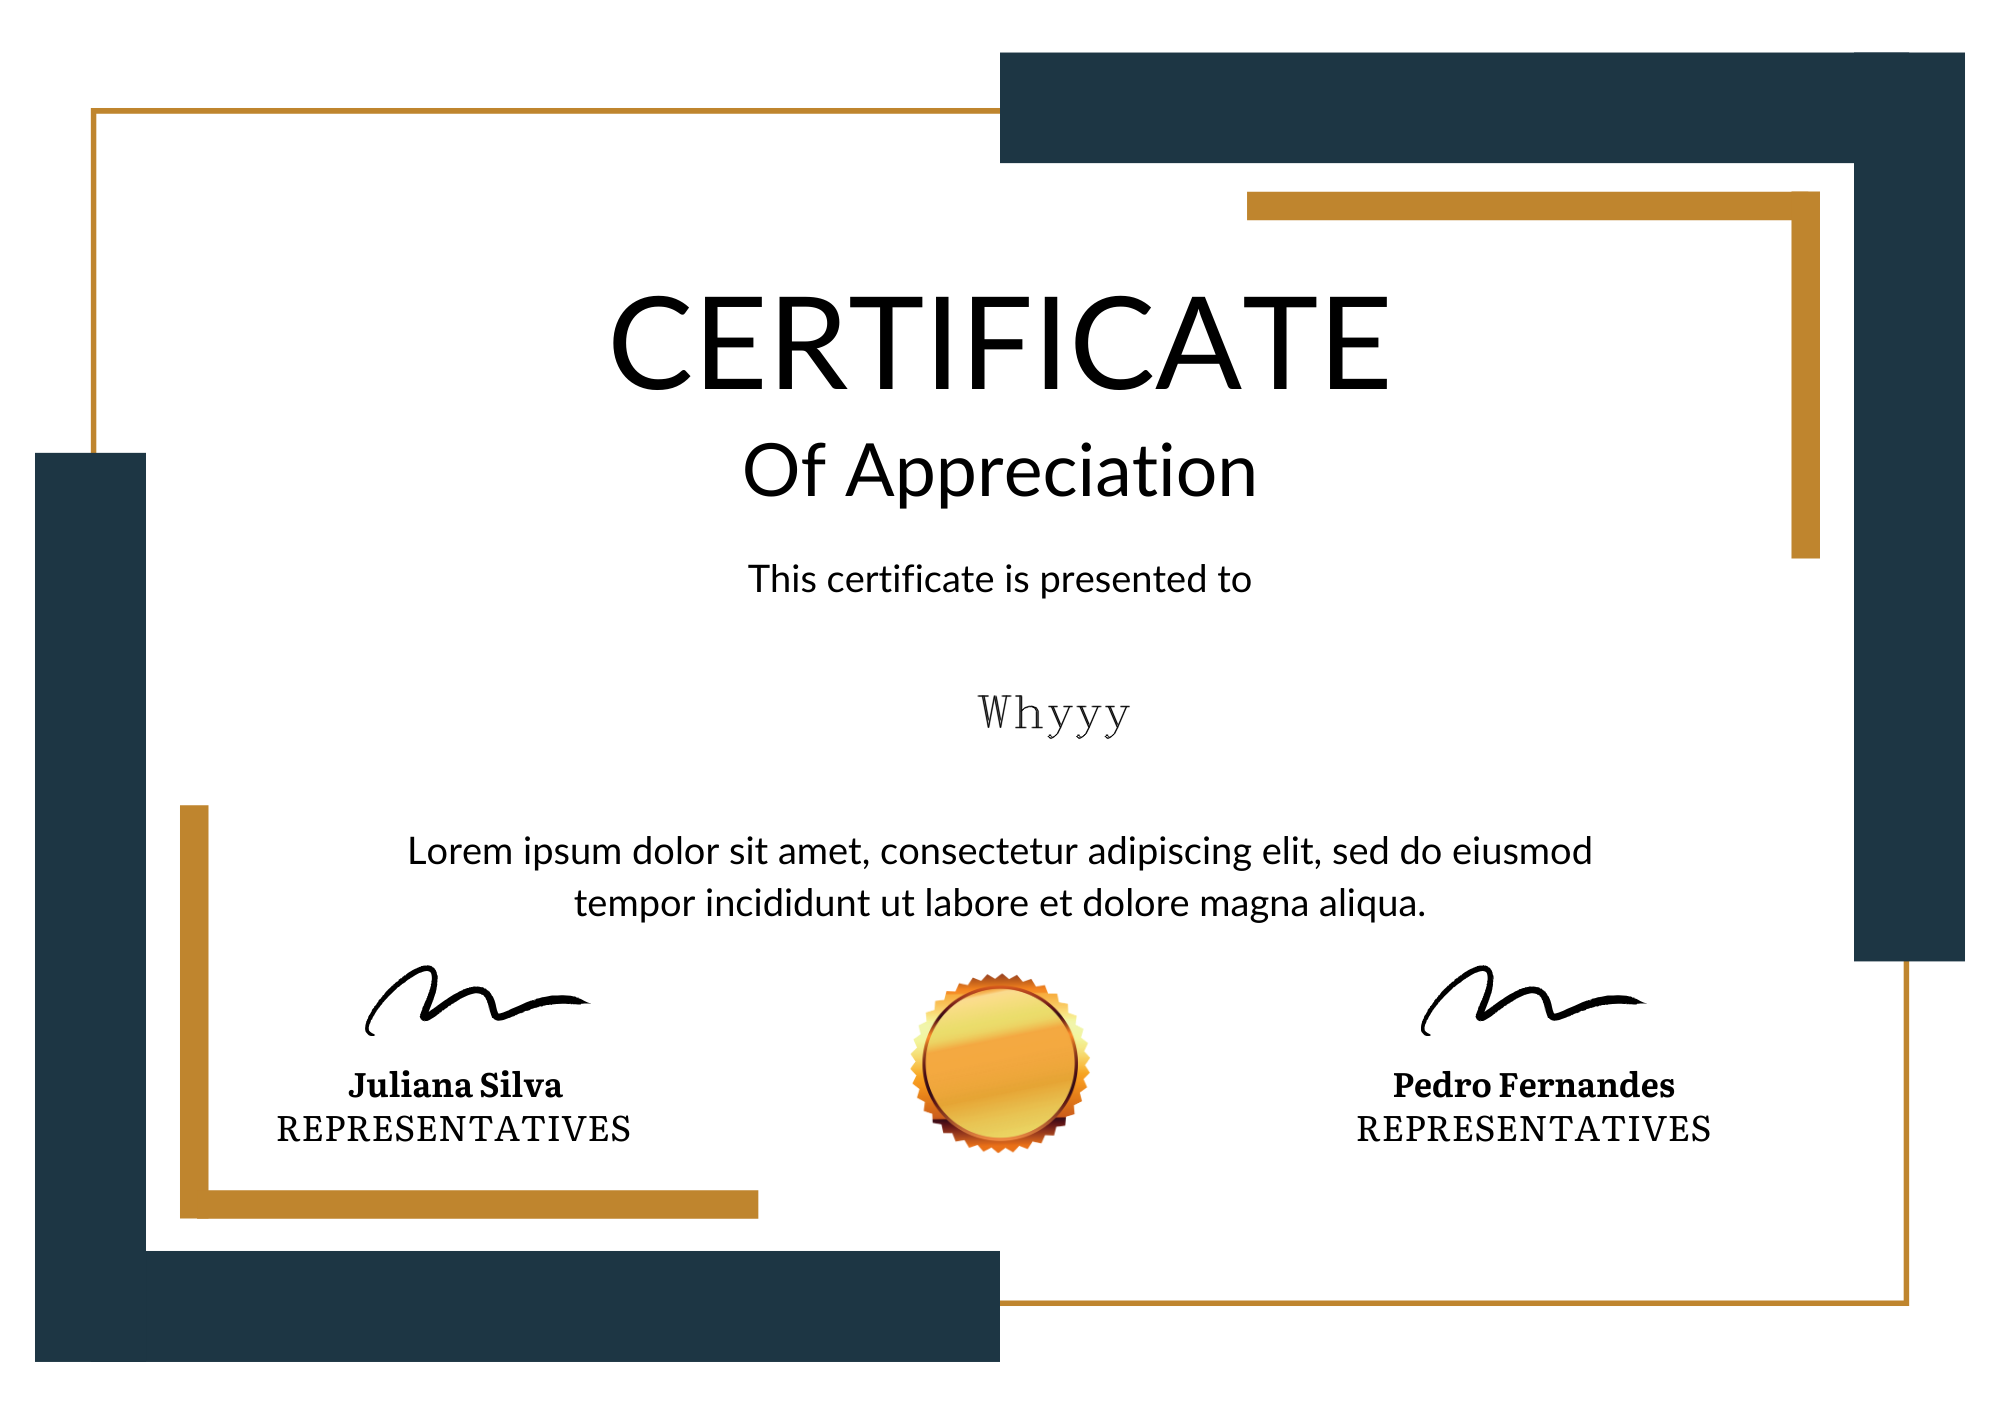 CERTIFICATE
Of Appreciation
This certificate is presented to
Whyyy
Lorem ipsum dolor sit amet, consectetur adipiscing elit, sed do eiusmod
tempor incididunt ut labore et dolore magna aliqua.
Juliana Silva
REPRESENTATIVES
Pedro Fernandes
REPRESENTATIVES